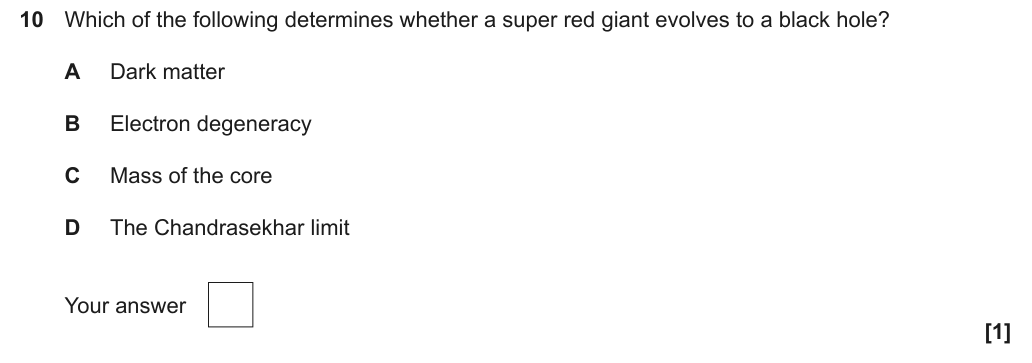 10 Which of the following determines whether a super red giant evolves to a black hole?
A Dark matter
B Electron degeneracy
C Mass of the core
D The Chandrasekhar limit
Your answer
[1]